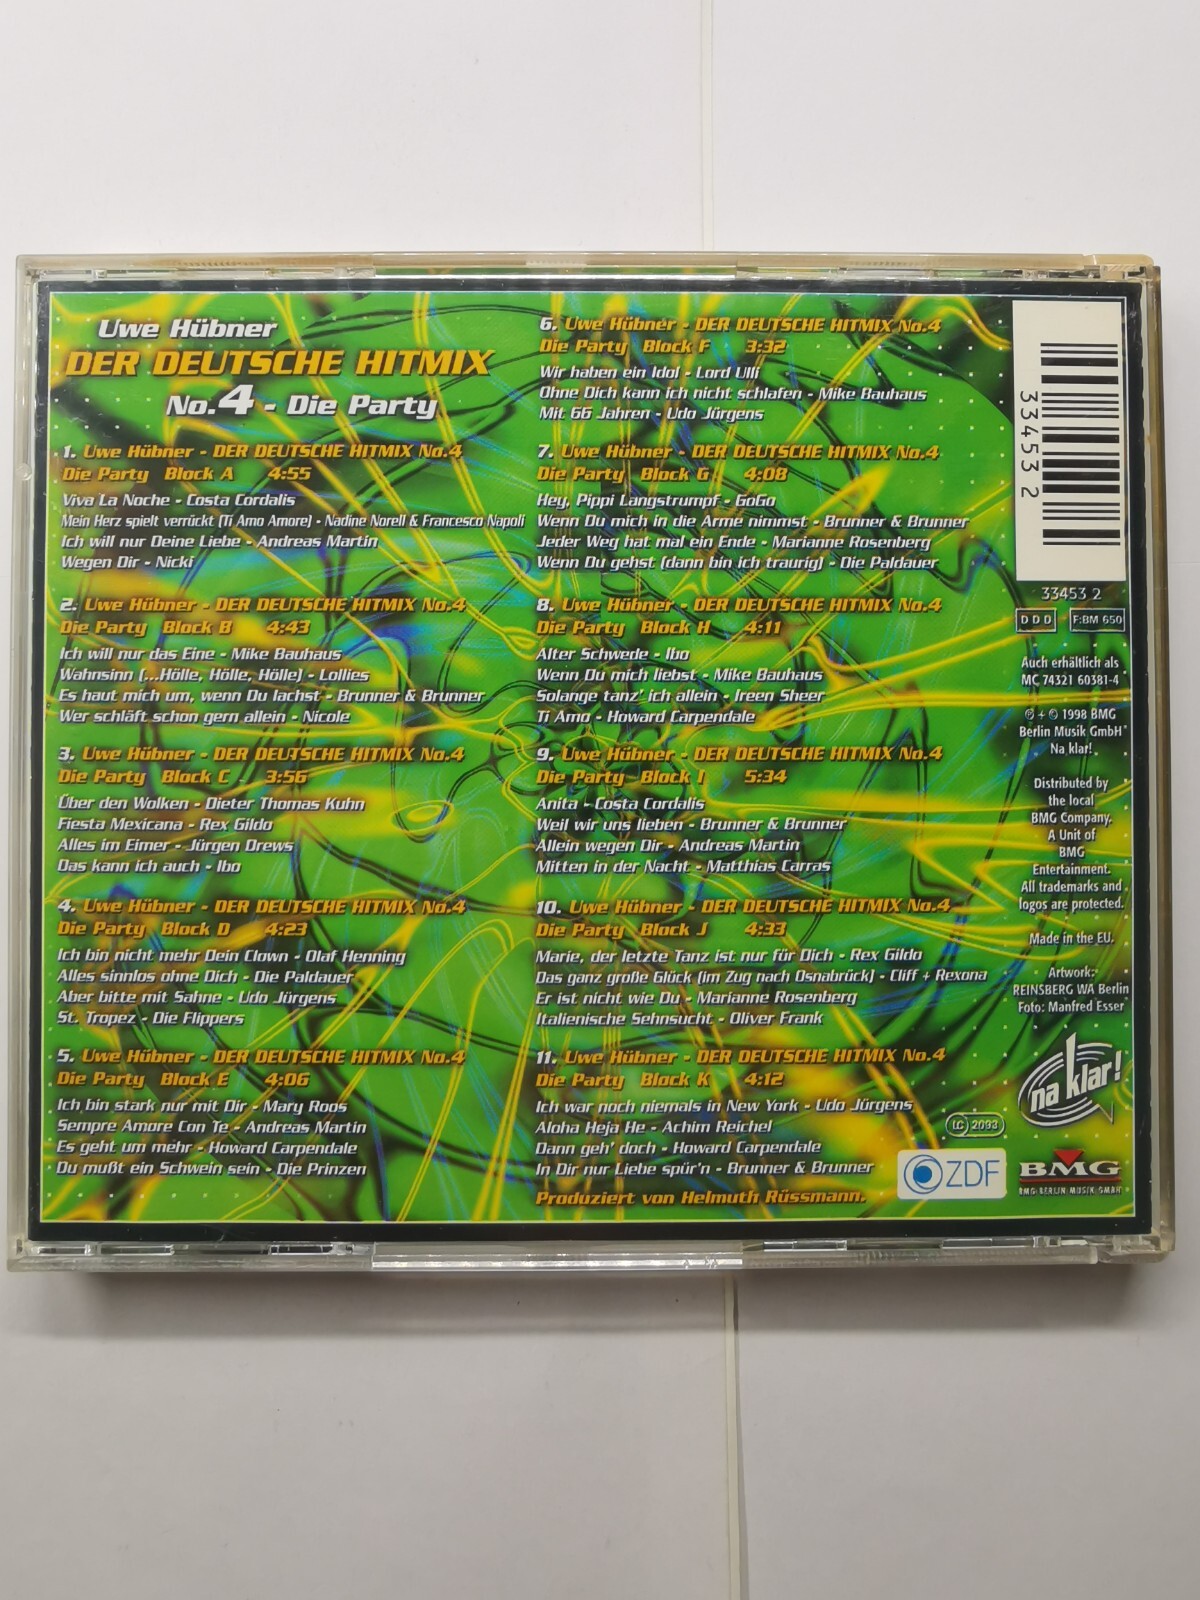 Uwe Hübner
DER DEUTSCHE HITMIX
No.4 - Die Party
1. Uwe Hübner - DER DEUTSCHE HITMIX No.4
Die Party Block A 4:55
Viva La Noche - Costa Cordalis
Mein Herz spielt verrückt (Ti Amo Amore) - Nadine Norell & Francesco Napoli
Ich will nur Deine Liebe - Andreas Martin
Wegen Dir - Nicki
2. Uwe Hübner - DER DEUTSCHE HITMIX No.4
Die Party Block B 4:43
Ich will nur das Eine - Mike Bauhaus
Wahnsinn (...Hölle, Hölle, Hölle) - Lollies
Es haut mich um, wenn Du lachst - Brunner & Brunner
Wer schläft schon gern allein - Nicole
3. Uwe Hübner - DER DEUTSCHE HITMIX No.4
Die Party Block C - 3:56
Über den Wolken - Dieter Thomas Kuhn
Fiesta Mexicana - Rex Gildo
Alles im Eimer - Jürgen Drews
Das kann ich auch - Ibo
4. Uwe Hübner - DER DEUTSCHE HITMIX No.4
Die Party Block D 4:23
Ich bin nicht mehr Dein Clown - Olaf Henning
Alles sinnlos ohne Dich - Die Paldauer
Aber bitte mit Sahne - Udo Jürgens
St. Tropez - Die Flippers
5. Uwe Hübner - DER DEUTSCHE HITMIX No.4
Die Party Block E 4:06
Ich bin stark nur mit Dir - Mary Roos
Sempre Amore Con Te - Andreas Martin
Es geht um mehr - Howard Carpendale
Du mußt ein Schwein sein - Die Prinzen
6. Uwe Hübner - DER DEUTSCHE HITMIX No.4
Die Party Block F 3:32
Wir haben ein Idol - Lord Ulli
Ohne Dich kann ich nicht schlafen - Mike Bauhaus
Mit 66 Jahren - Udo Jürgens
7. Uwe Hübner - DER DEUTSCHE HITMIX No.4
Die Party Block G 4:08
Hey, Pippi Langstrumpf - GoGo
Wenn Du mich in die Arme nimmst - Brunner & Brunner
Jeder Weg hat mal ein Ende - Marianne Rosenberg
Wenn Du gehst (dann bin ich traurig) - Die Paldauer
8. Uwe Hübner - DER DEUTSCHE HITMIX No.4
Die Party Block H 4:11
Alter Schwede - Ibo
Wenn Du mich liebst - Mike Bauhaus
Solange tanz' ich allein - Ireen Sheer
Ti Amo - Howard Carpendale
9. Uwe Hübner - DER DEUTSCHE HITMIX No.4
Die Party Block I 5:34
Anita - Costa Cordalis
Weil wir uns lieben - Brunner & Brunner
Allein wegen Dir - Andreas Martin
Mitten in der Nacht - Matthias Carras
10. Uwe Hübner - DER DEUTSCHE HITMIX No.4
Die Party Block J 4:33
Marie, der letzte Tanz ist nur für Dich - Rex Gildo
Das ganz große Glück (im Zug nach Osnabrück) - Cliff + Rexona
Er ist nicht wie Du - Marianne Rosenberg
Italienische Sehnsucht - Oliver Frank
11. Uwe Hübner - DER DEUTSCHE HITMIX No.4
Die Party Block K 4:12
Ich war noch niemals in New York - Udo Jürgens
Aloha Heja He - Achim Reichel
Dann geh' doch - Howard Carpendale
In Dir nur Liebe spür'n - Brunner & Brunner
Produziert von Helmuth Rüssmann.
33453 2
33453 2
DDD F:BM 650
Auch erhältlich als
MC 74321 60381-4
℗ + © 1998 BMG
Berlin Musik GmbH
Na klar!
Distributed by
the local
BMG Company.
A Unit of
BMG
Entertainment.
All trademarks and
logos are protected.
Made in the EU.
Artwork:
REINSBERG WA Berlin
Foto: Manfred Esser
na klar!
LC 2093
ZDF
BMG
BMG BERLIN MUSIK GMBH